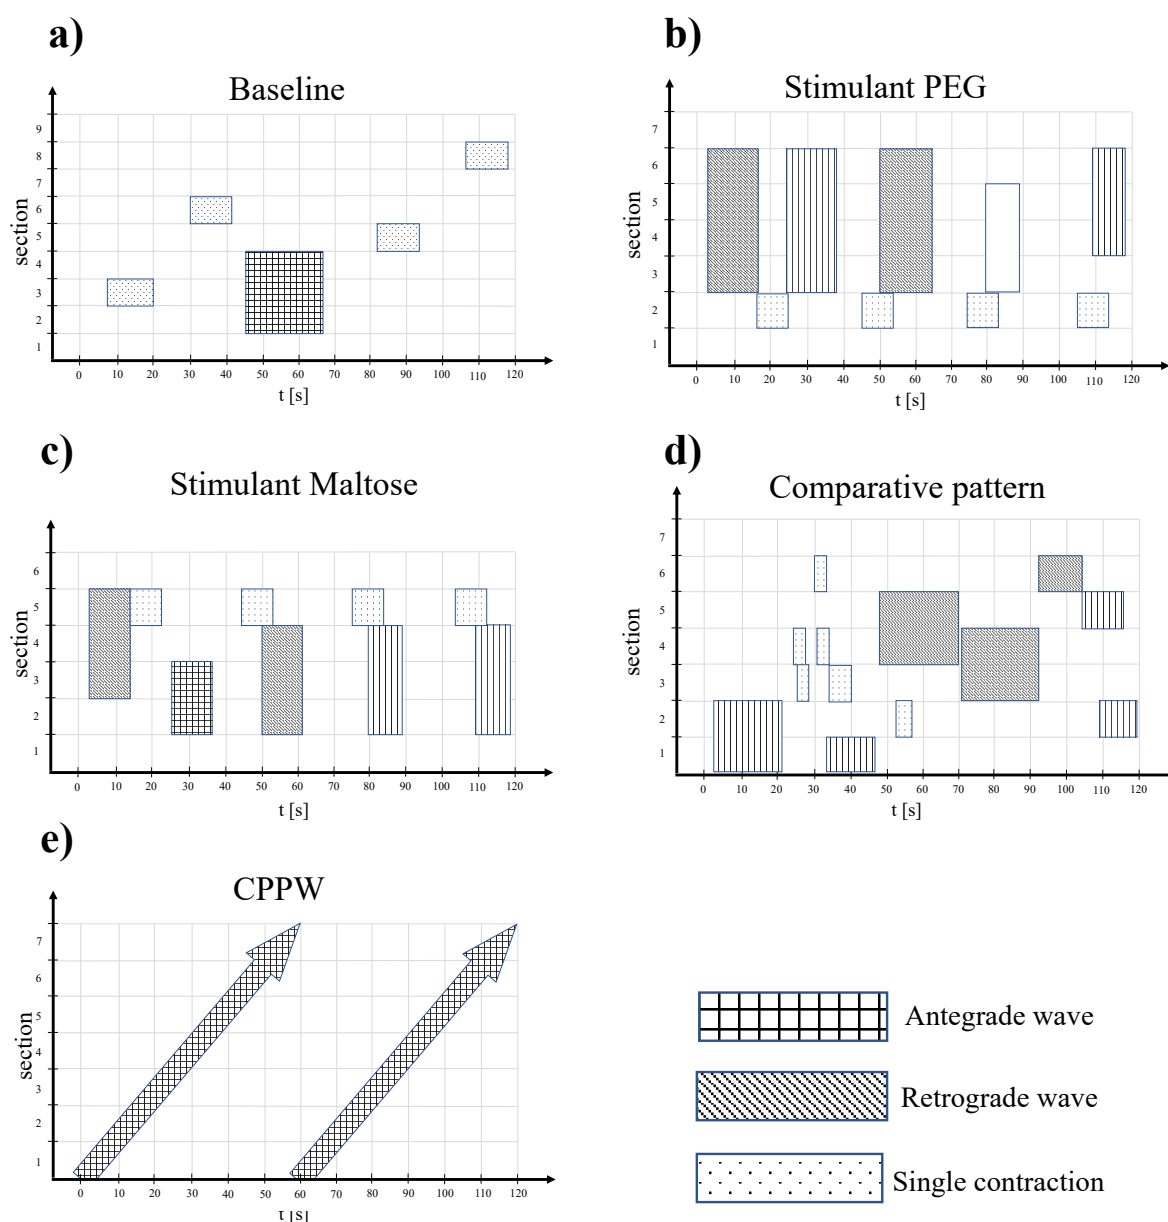 a)
Baseline
section
9
8
7
6
5
4
3
2
1
0 10 20 30 40 50 60 70 80 90 100 110 120
t [s]
b)
Stimulant PEG
section
7
6
5
4
3
2
1
0 10 20 30 40 50 60 70 80 90 100 110 120
t [s]
c)
Stimulant Maltose
section
6
5
4
3
2
1
0 10 20 30 40 50 60 70 80 90 100 110 120
t [s]
d)
Comparative pattern
section
7
6
5
4
3
2
1
0 10 20 30 40 50 60 70 80 90 100 110 120
t [s]
e)
CPPW
section
7
6
5
4
3
2
1
0 10 20 30 40 50 60 70 80 90 100 110 120
t [s]
Antegrade wave
Retrograde wave
Single contraction